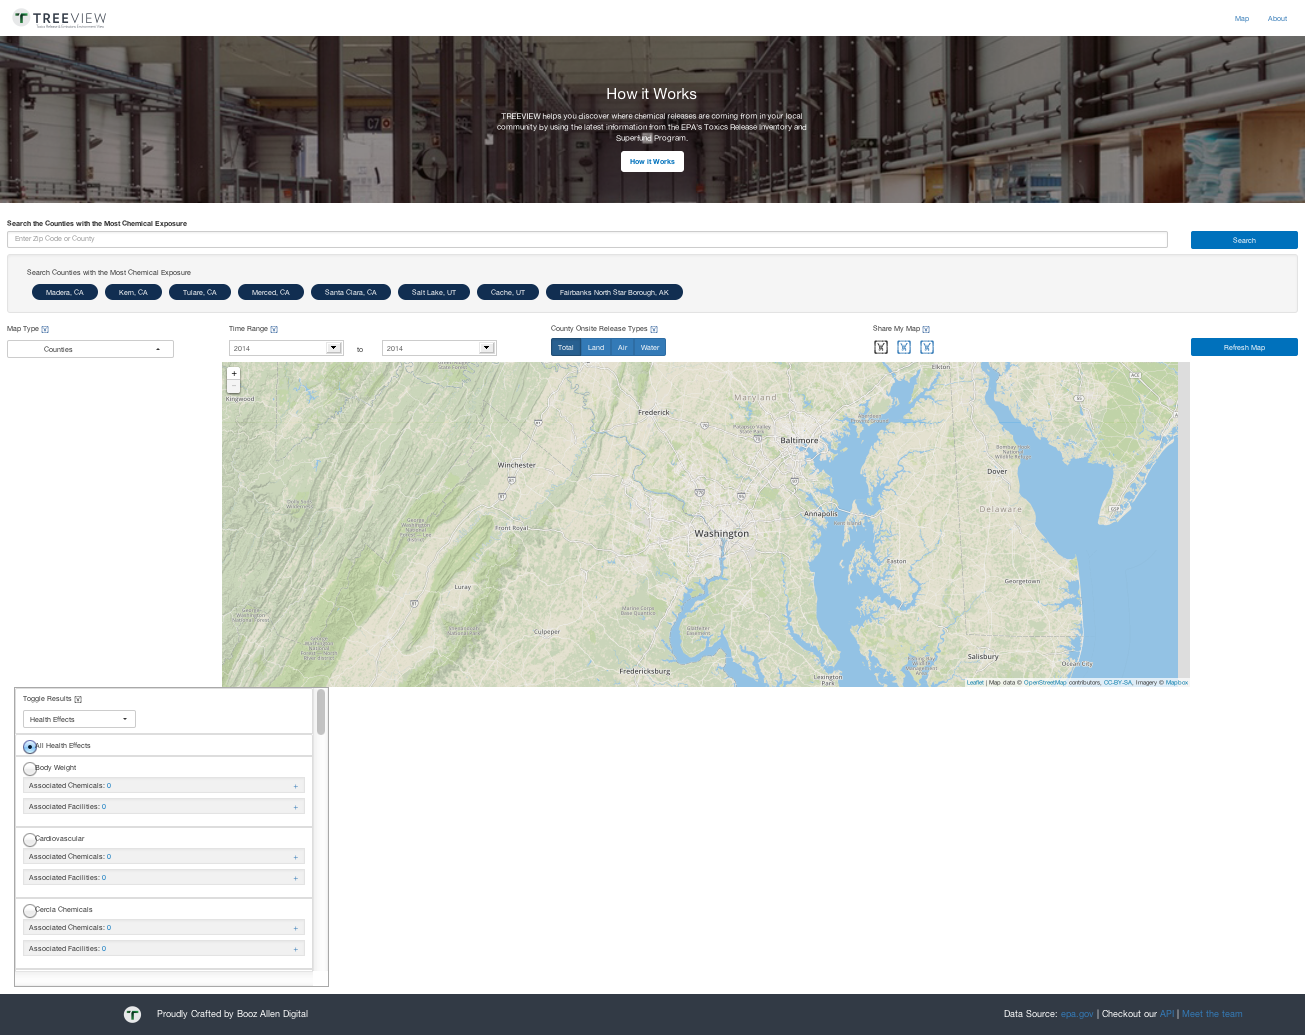 TREEVIEW
Map About
How it Works
TREEVIEW helps you discover where chemical releases are coming from in your local
community by using the latest information from the EPA's Toxics Release Inventory and
Superfund Program.
How it Works
Search the Counties with the Most Chemical Exposure
Enter Zip Code or County
Search
Search Counties with the Most Chemical Exposure
Madera, CA Kern, CA Tulare, CA Merced, CA Santa Clara, CA Salt Lake, UT Cache, UT Fairbanks North Star Borough, AK
Map Type Time Range County Onsite Release Types Share My Map
Counties 2014 to 2014 Total Land Air Water Refresh Map
+
-
Elkton
Kingwood
Maryland
Frederick
Baltimore
Winchester
Dover
Annapolis
Delaware
Front Royal
Washington
Easton
Georgetown
Luray
Culpeper
Salisbury
Ocean City
Fredericksburg
Lexington
Park
Leaflet | Map data © OpenStreetMap contributors, CC-BY-SA, Imagery © Mapbox
Toggle Results
Health Effects
All Health Effects
Body Weight
Associated Chemicals: 0 +
Associated Facilities: 0 +
Cardiovascular
Associated Chemicals: 0 +
Associated Facilities: 0 +
Cercla Chemicals
Associated Chemicals: 0 +
Associated Facilities: 0 +
Proudly Crafted by Booz Allen Digital
Data Source: epa.gov | Checkout our API | Meet the team